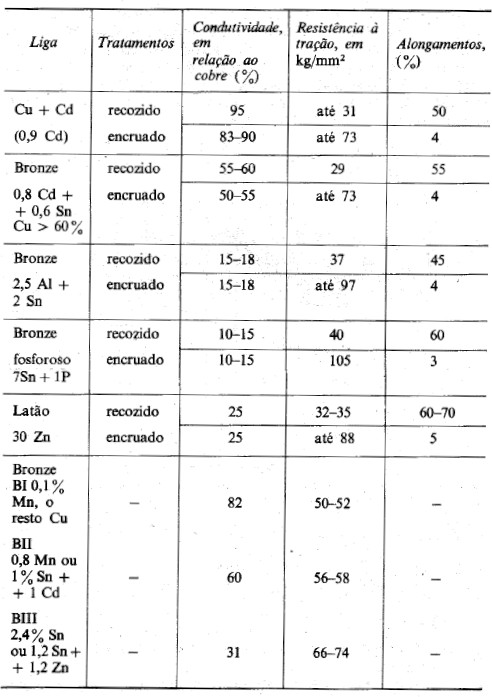 Liga Tratamentos Condutividade, em relação ao cobre (%) Resistência à tração, em kg/mm² Alongamentos, (%)
Cu + Cd recozido 95 até 31 50
(0,9 Cd) encruado 83–90 até 73 4
Bronze recozido 55–60 29 55
0,8 Cd + encruado 50–55 até 73 4
+ 0,6 Sn
Cu > 60%
Bronze recozido 15–18 37 45
2,5 Al + encruado 15–18 até 97 4
2 Sn
Bronze recozido 10–15 40 60
fosforoso encruado 10–15 105 3
7Sn + 1P
Latão recozido 25 32–35 60–70
30 Zn encruado 25 até 88 5
Bronze
BI 0,1%
Mn, o – 82 50–52 –
resto Cu
BII
0,8 Mn ou
1% Sn + – 60 56–58 –
+ 1 Cd
BIII
2,4% Sn
ou 1,2 Sn + – 31 66–74 –
+ 1,2 Zn